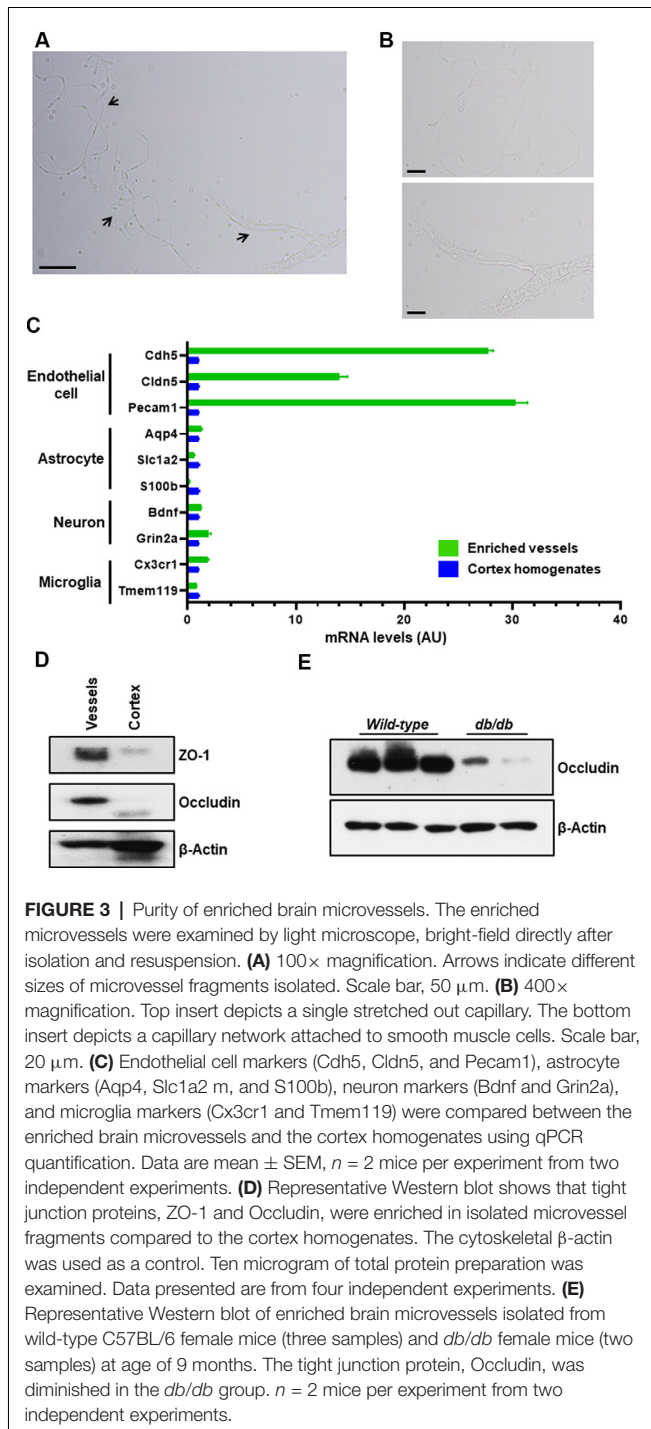 A
B
C
Endothelial
cell
Astrocyte
Neuron
Microglia
Cdh5
Cldn5
Pecam1
Aqp4
Slc1a2
S100b
Bdnf
Grin2a
Cx3cr1
Tmem119
Enriched vessels
Cortex homogenates
0 10 20 30 40
mRNA levels (AU)
D
Vessels
Cortex
ZO-1
Occludin
β-Actin
E
Wild-type db/db
Occludin
β-Actin
FIGURE 3 | Purity of enriched brain microvessels. The enriched
microvessels were examined by light microscope, bright-field directly after
isolation and resuspension. (A) 100× magnification. Arrows indicate different
sizes of microvessel fragments isolated. Scale bar, 50 μm. (B) 400×
magnification. Top insert depicts a single stretched out capillary. The bottom
insert depicts a capillary network attached to smooth muscle cells. Scale bar,
20 μm. (C) Endothelial cell markers (Cdh5, Cldn5, and Pecam1), astrocyte
markers (Aqp4, Slc1a2 m, and S100b), neuron markers (Bdnf and Grin2a),
and microglia markers (Cx3cr1 and Tmem119) were compared between the
enriched brain microvessels and the cortex homogenates using qPCR
quantification. Data are mean ± SEM, n = 2 mice per experiment from two
independent experiments. (D) Representative Western blot shows that tight
junction proteins, ZO-1 and Occludin, were enriched in isolated microvessel
fragments compared to the cortex homogenates. The cytoskeletal β-actin
was used as a control. Ten microgram of total protein preparation was
examined. Data presented are from four independent experiments. (E)
Representative Western blot of enriched brain microvessels isolated from
wild-type C57BL/6 female mice (three samples) and db/db female mice (two
samples) at age of 9 months. The tight junction protein, Occludin, was
diminished in the db/db group. n = 2 mice per experiment from two
independent experiments.